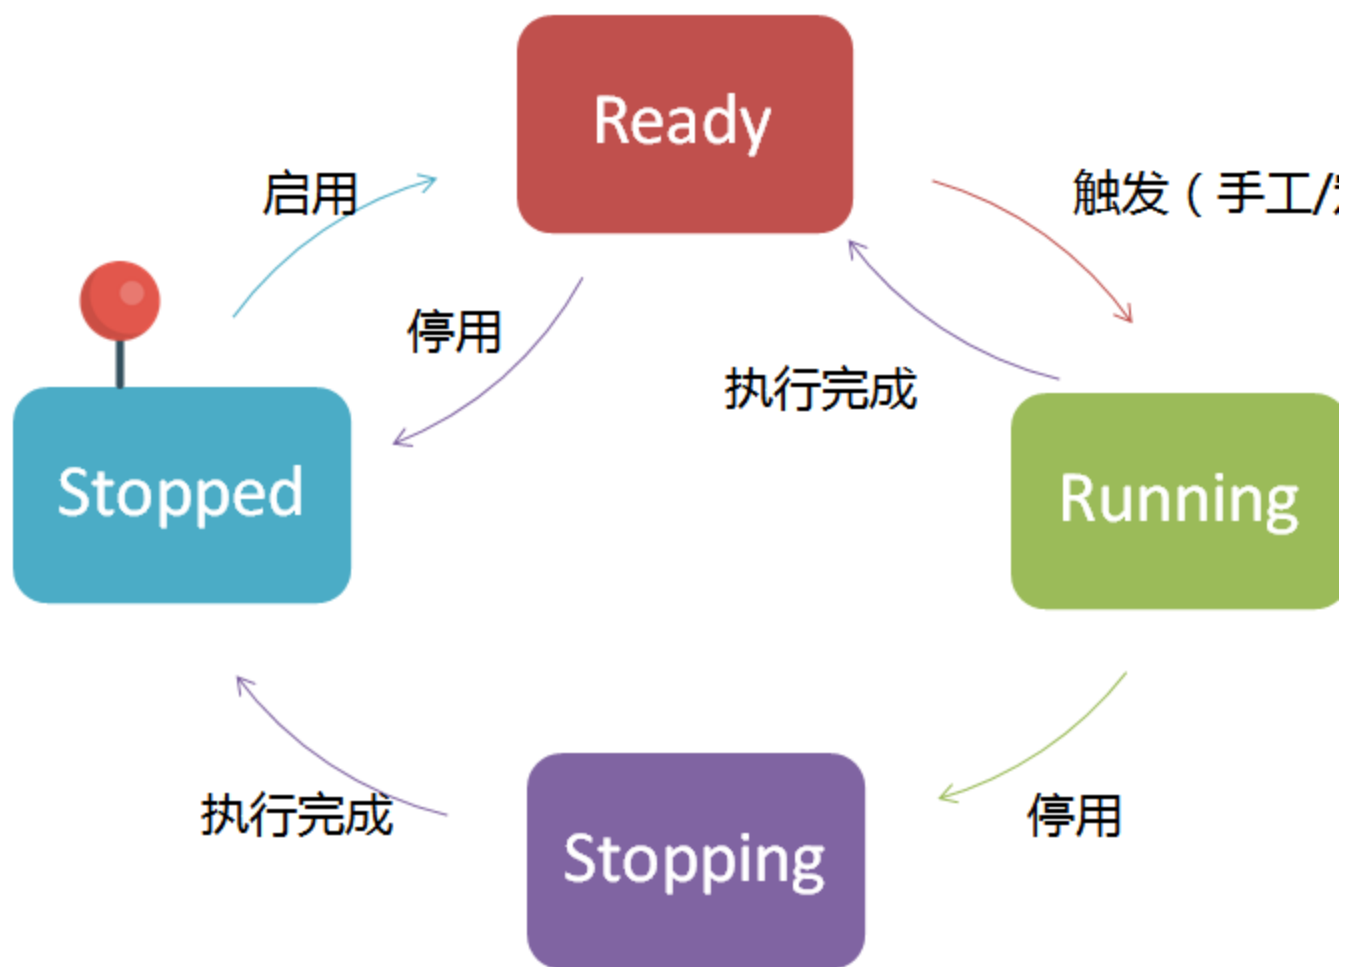 Ready
启用
触发（手工/
停用
执行完成
Stopped
Running
执行完成
停用
Stopping